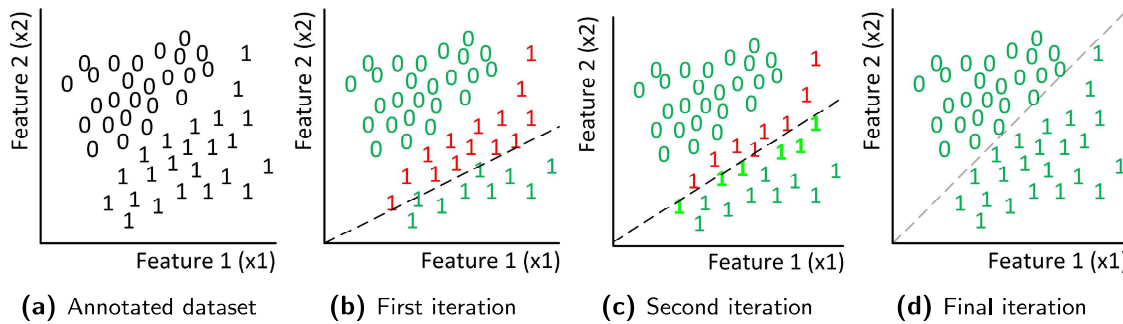 Feature 2 (x2)
Feature 1 (x1)
(a) Annotated dataset
Feature 2 (x2)
Feature 1 (x1)
(b) First iteration
Feature 2 (x2)
Feature 1 (x1)
(c) Second iteration
Feature 2 (x2)
Feature 1 (x1)
(d) Final iteration